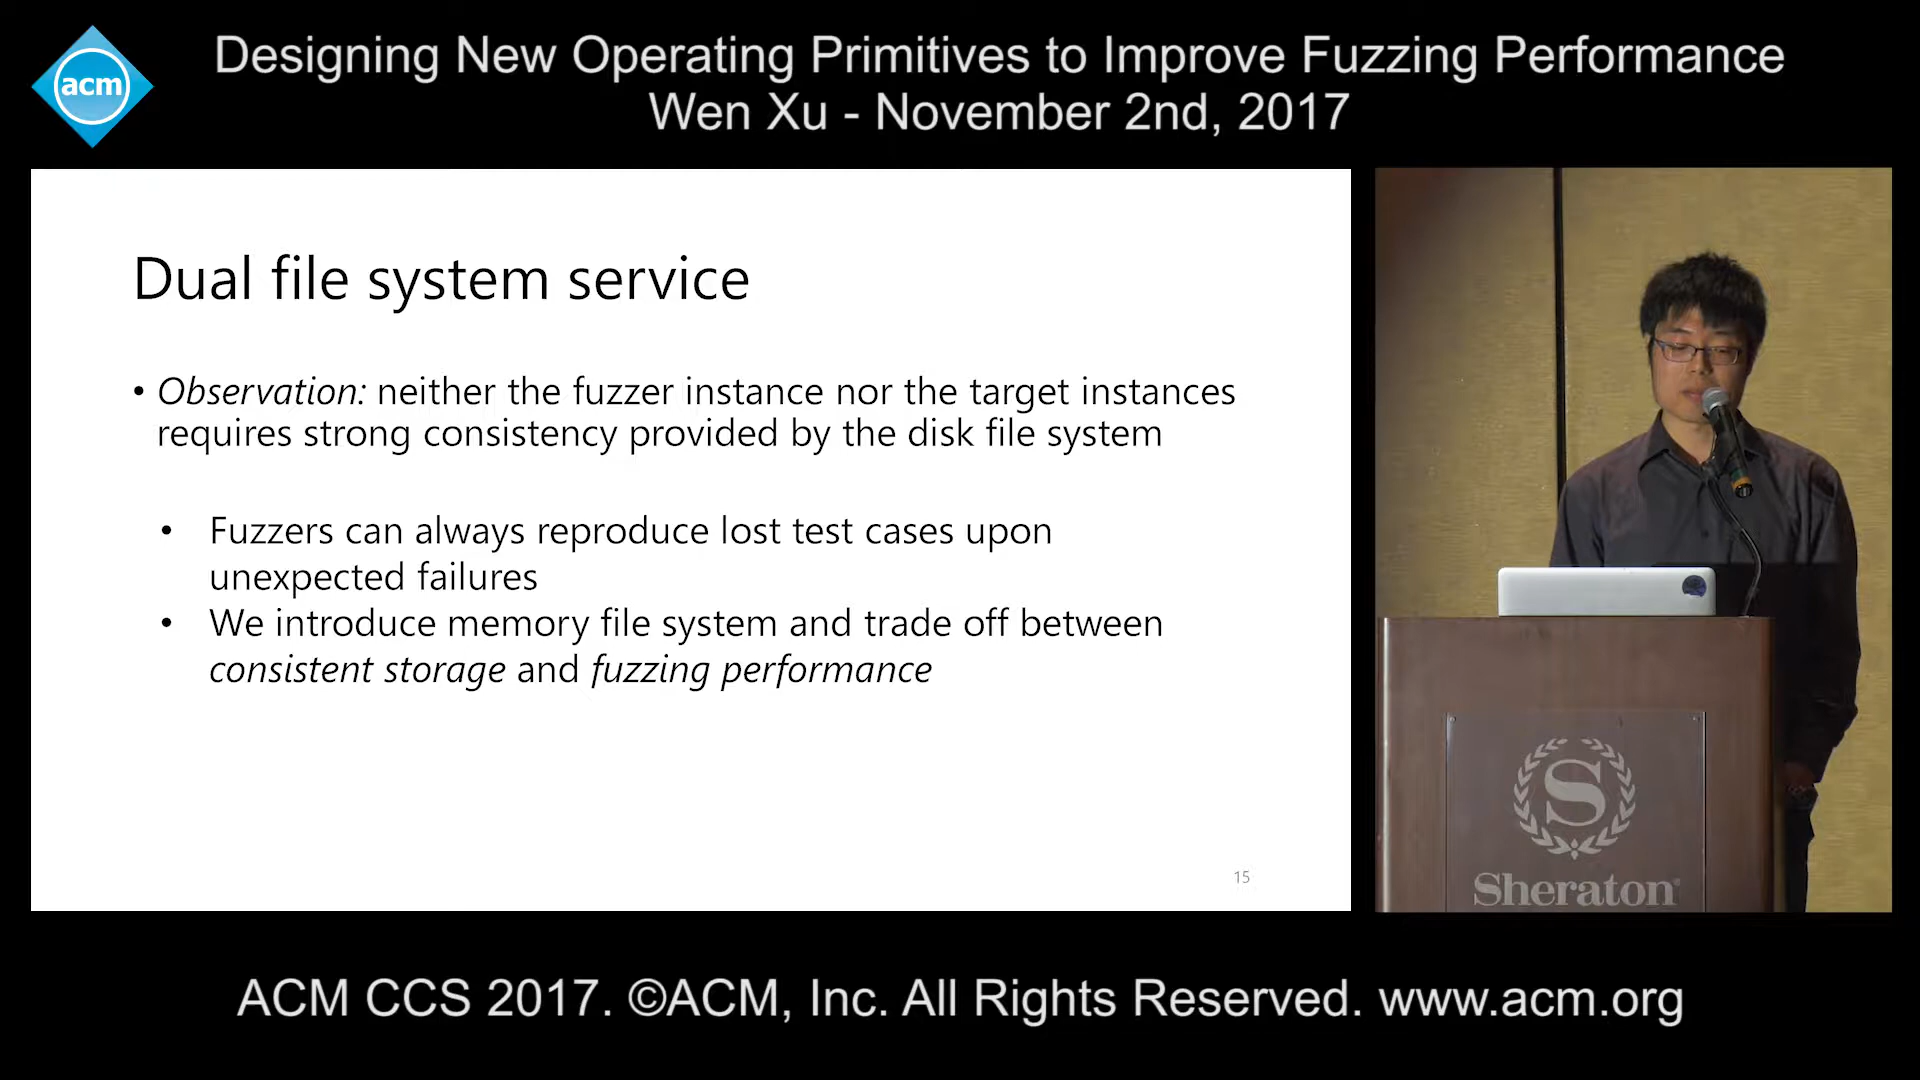 acm
Designing New Operating Primitives to Improve Fuzzing Performance
Wen Xu - November 2nd, 2017
Dual file system service
• Observation: neither the fuzzer instance nor the target instances
requires strong consistency provided by the disk file system
• Fuzzers can always reproduce lost test cases upon
unexpected failures
• We introduce memory file system and trade off between
consistent storage and fuzzing performance
15
S
Sheraton
ACM CCS 2017. ©ACM, Inc. All Rights Reserved. www.acm.org